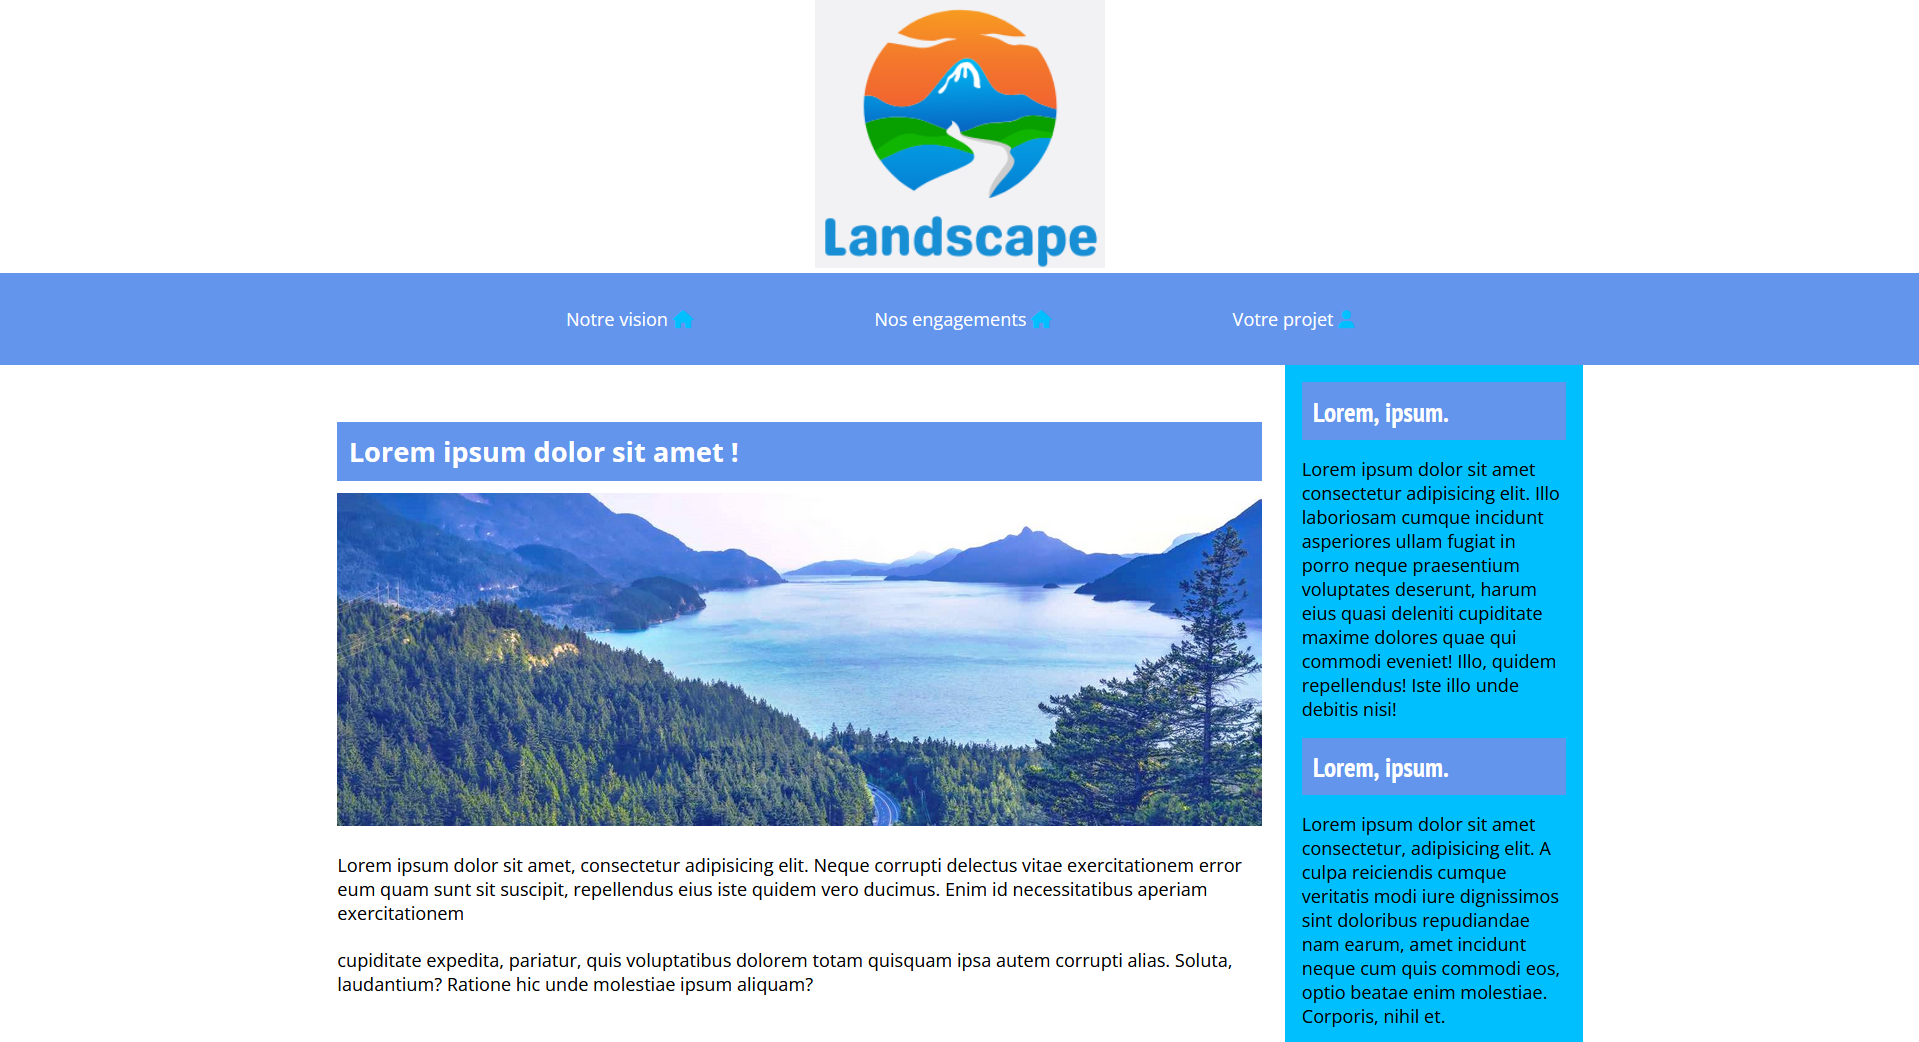 Landscape
Notre vision
Nos engagements
Votre projet
Lorem ipsum dolor sit amet !
Lorem ipsum dolor sit amet, consectetur adipisicing elit. Neque corrupti delectus vitae exercitationem error
eum quam sunt sit suscipit, repellendus eius iste quidem vero ducimus. Enim id necessitatibus aperiam
exercitationem
cupiditate expedita, pariatur, quis voluptatibus dolorem totam quisquam ipsa autem corrupti alias. Soluta,
laudantium? Ratione hic unde molestiae ipsum aliquam?
Lorem, ipsum.
Lorem ipsum dolor sit amet
consectetur adipisicing elit. Illo
laboriosam cumque incidunt
asperiores ullam fugiat in
porro neque praesentium
voluptates deserunt, harum
eius quasi deleniti cupiditate
maxime dolores quae qui
commodi eveniet! Illo, quidem
repellendus! Iste illo unde
debitis nisi!
Lorem, ipsum.
Lorem ipsum dolor sit amet
consectetur, adipisicing elit. A
culpa reiciendis cumque
veritatis modi iure dignissimos
sint doloribus repudiandae
nam earum, amet incidunt
neque cum quis commodi eos,
optio beatae enim molestiae.
Corporis, nihil et.